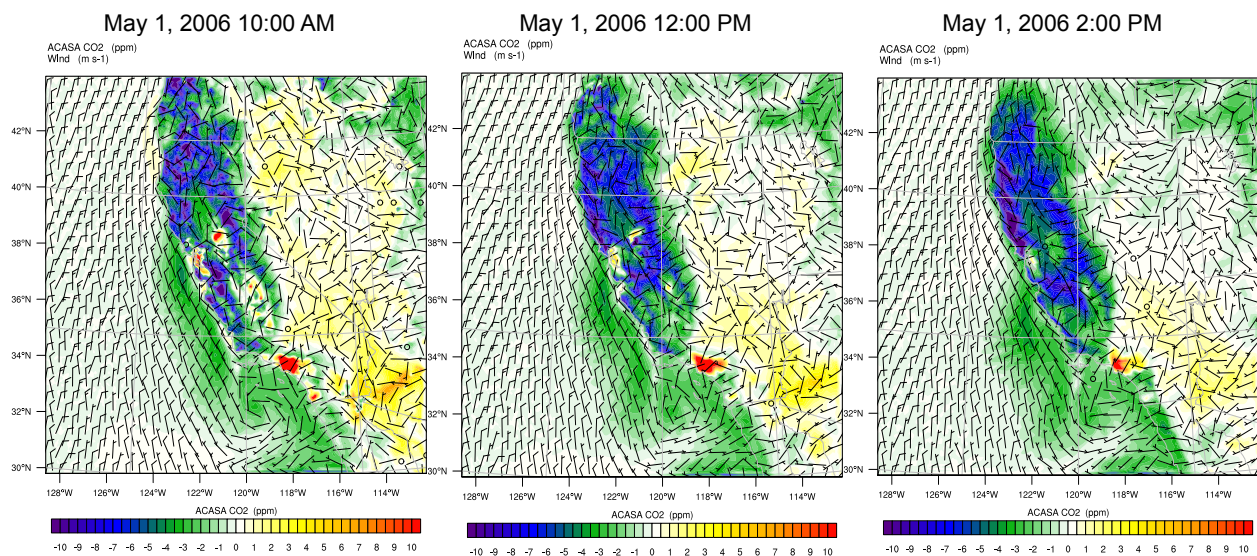 May 1, 2006 10:00 AM
ACASA CO2 (ppm)
WInd (m s-1)
42°N
40°N
38°N
36°N
34°N
32°N
30°N
128°W 126°W 124°W 122°W 120°W 118°W 116°W 114°W
ACASA CO2 (ppm)
-10 -9 -8 -7 -6 -5 -4 -3 -2 -1 0 1 2 3 4 5 6 7 8 9 10
May 1, 2006 12:00 PM
ACASA CO2 (ppm)
WInd (m s-1)
42°N
40°N
38°N
36°N
34°N
32°N
30°N
128°W 126°W 124°W 122°W 120°W 118°W 116°W 114°W
ACASA CO2 (ppm)
-10 -9 -8 -7 -6 -5 -4 -3 -2 -1 0 1 2 3 4 5 6 7 8 9 10
May 1, 2006 2:00 PM
ACASA CO2 (ppm)
WInd (m s-1)
42°N
40°N
38°N
36°N
34°N
32°N
30°N
128°W 126°W 124°W 122°W 120°W 118°W 116°W 114°W
ACASA CO2 (ppm)
-10 -9 -8 -7 -6 -5 -4 -3 -2 -1 0 1 2 3 4 5 6 7 8 9 10